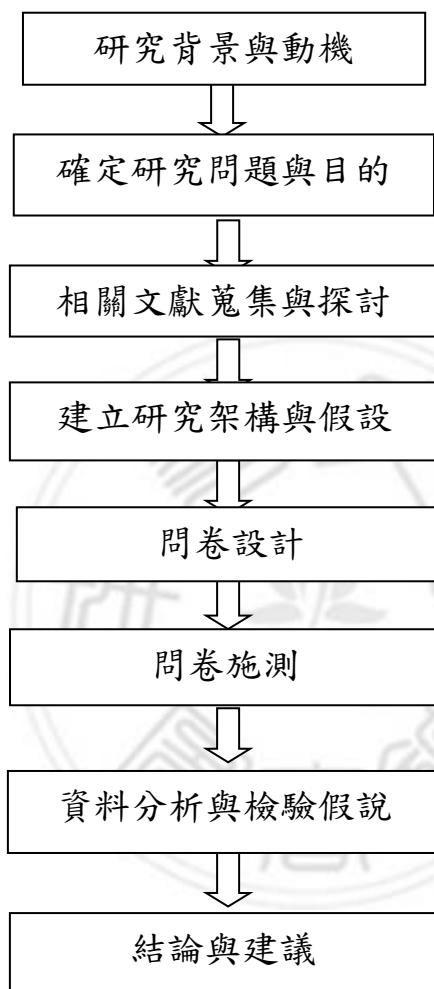 研究背景與動機
確定研究問題與目的
相關文獻蒐集與探討
建立研究架構與假設
問卷設計
問卷施測
資料分析與檢驗假說
結論與建議